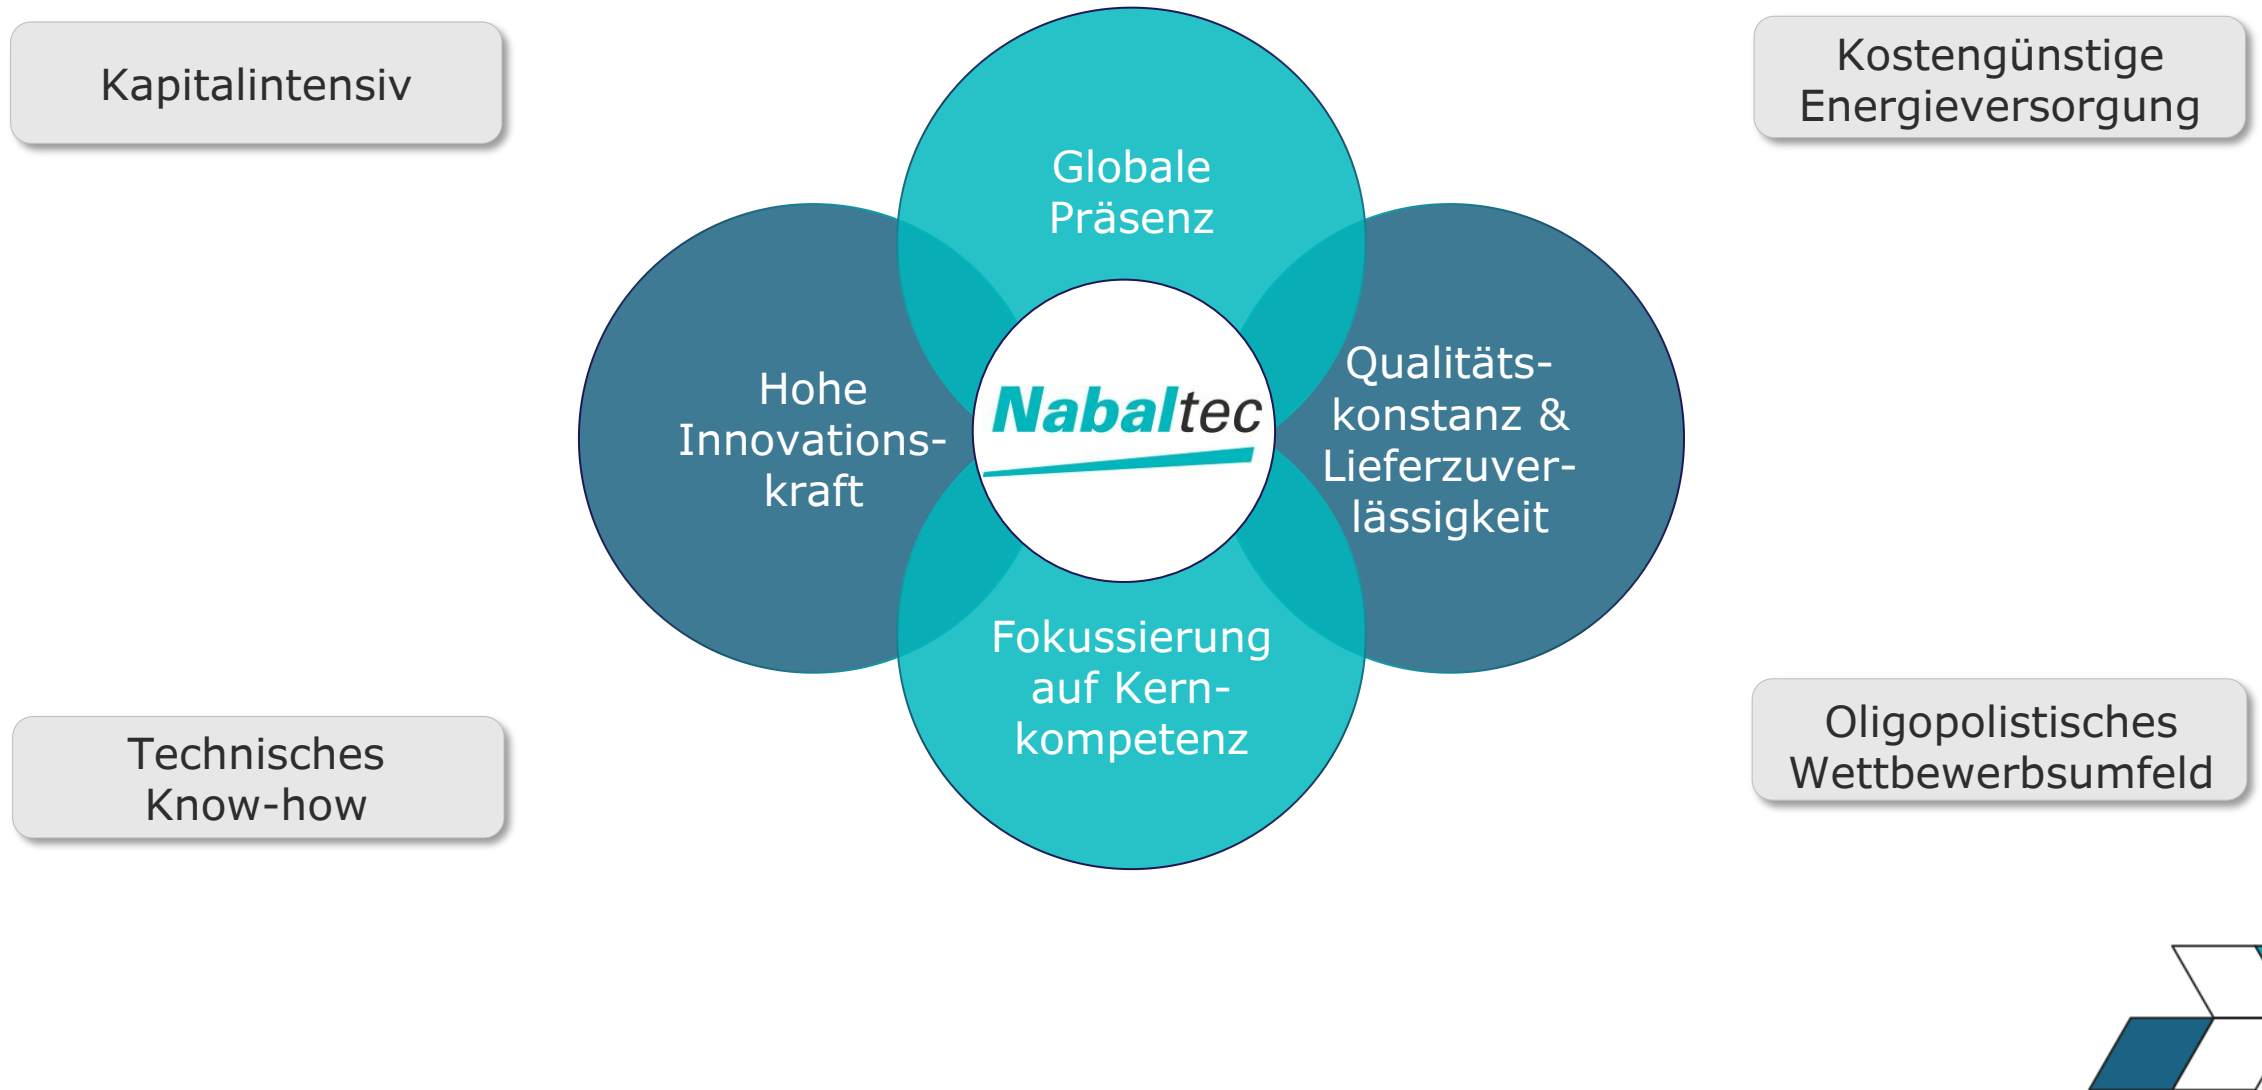 Kapitalintensiv
Kostengünstige
Energieversorgung
Globale
Präsenz
Hohe
Innovations-
kraft
Nabaltec
Qualitäts-
konstanz &
Lieferzuver-
lässigkeit
Fokussierung
auf Kern-
kompetenz
Technisches
Know-how
Oligopolistisches
Wettbewerbsumfeld